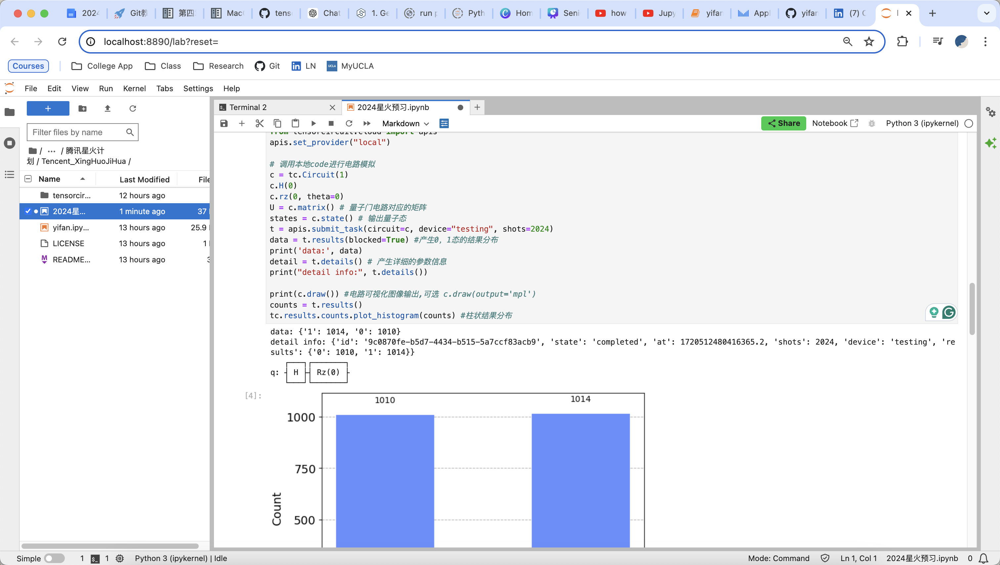 2024
Git教
第四
Mac
tens
Chat
1. Ge
run p
Pyth
Hom
Seni
how
Jupy
yifan
Appl
yifan
(7)
localhost:8890/lab?reset=
Courses
College App
Class
Research
Git
LN
UCLA
MyUCLA
File Edit View Run Kernel Tabs Settings Help
Filter files by name
/ ... / 腾讯星火计
划 / Tencent_XingHuoJiHua /
Name Last Modified File
tensorcir... 12 hours ago
2024星... 1 minute ago 37
yifan.ipy... 13 hours ago 25.9
LICENSE 13 hours ago 1
README... 13 hours ago
Terminal 2
2024星火预习.ipynb
Markdown
Share Notebook Python 3 (ipykernel)
from tensorcircuit.cloud import apis
apis.set_provider("local")
# 调用本地code进行电路模拟
c = tc.Circuit(1)
c.H(0)
c.rz(0, theta=0)
U = c.matrix() # 量子门电路对应的矩阵
states = c.state() # 输出量子态
t = apis.submit_task(circuit=c, device="testing", shots=2024)
data = t.results(blocked=True) #产生0, 1态的结果分布
print('data:', data)
detail = t.details() # 产生详细的参数信息
print("detail info:", t.details())
print(c.draw()) #电路可视化图像输出,可选 c.draw(output='mpl')
counts = t.results()
tc.results.counts.plot_histogram(counts) #柱状结果分布
data: {'1': 1014, '0': 1010}
detail info: {'id': '9c0870fe-b5d7-4434-b515-5a7ccf83acb9', 'state': 'completed', 'at': 1720512480416365.2, 'shots': 2024, 'device': 'testing', 're
sults': {'0': 1010, '1': 1014}}
q: H Rz(0)
[4]:
1010 1014
1000
750
500
Count
Simple 1 1 Python 3 (ipykernel) | Idle
Mode: Command Ln 1, Col 1 2024星火预习.ipynb 0